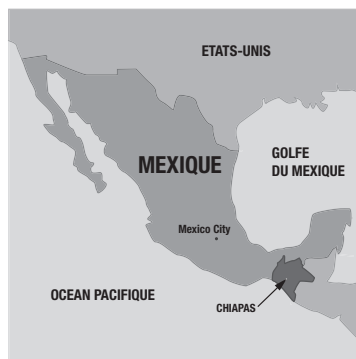 ETATS-UNIS
MEXIQUE
GOLFE
DU MEXIQUE
Mexico City
OCEAN PACIFIQUE
CHIAPAS